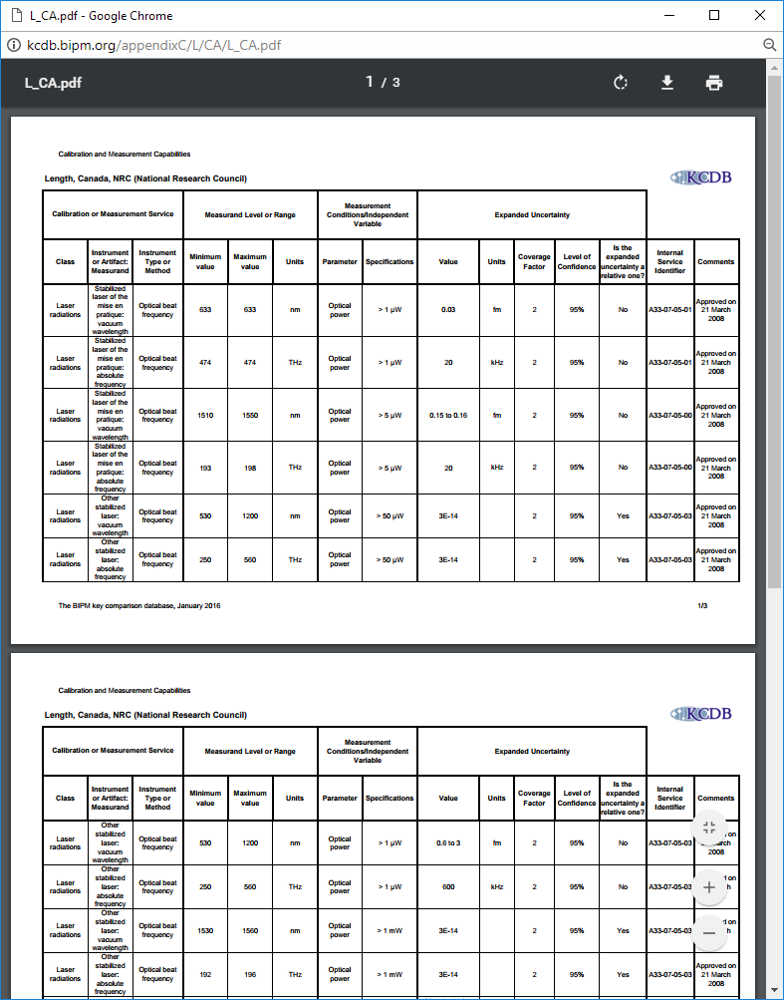 L_CA.pdf - Google Chrome
kcdb.bipm.org/appendixC/L/CA/L_CA.pdf
L_CA.pdf 1 / 3
Calibration and Measurement Capabilities
Length, Canada, NRC (National Research Council) KCDB
Calibration or Measurement Service Measurand Level or Range Measurement Conditions/Independent Variable Expanded Uncertainty
Class Instrument or Artifact: Measurand Instrument Type or Method Minimum value Maximum value Units Parameter Specifications Value Units Coverage Factor Level of Confidence Is the expanded uncertainty a relative one? Internal Service Identifier Comments
Laser radiations Stabilized laser of the mise en pratique: vacuum wavelength Optical beat frequency 633 633 nm Optical power > 1 µW 0.03 fm 2 95% No A33-07-05-01 Approved on 21 March 2008
Laser radiations Stabilized laser of the mise en pratique: absolute frequency Optical beat frequency 474 474 THz Optical power > 1 µW 20 kHz 2 95% No A33-07-05-01 Approved on 21 March 2008
Laser radiations Stabilized laser of the mise en pratique: vacuum wavelength Optical beat frequency 1510 1550 nm Optical power > 5 µW 0.15 to 0.16 fm 2 95% No A33-07-05-00 Approved on 21 March 2008
Laser radiations Stabilized laser of the mise en pratique: absolute frequency Optical beat frequency 193 198 THz Optical power > 5 µW 20 kHz 2 95% No A33-07-05-00 Approved on 21 March 2008
Laser radiations Other stabilized laser: vacuum wavelength Optical beat frequency 530 1200 nm Optical power > 50 µW 3E-14 2 95% Yes A33-07-05-03 Approved on 21 March 2008
Laser radiations Other stabilized laser: absolute frequency Optical beat frequency 250 560 THz Optical power > 50 µW 3E-14 2 95% Yes A33-07-05-03 Approved on 21 March 2008
The BIPM key comparison database, January 2016 1/3
Calibration and Measurement Capabilities
Length, Canada, NRC (National Research Council) KCDB
Calibration or Measurement Service Measurand Level or Range Measurement Conditions/Independent Variable Expanded Uncertainty
Class Instrument or Artifact: Measurand Instrument Type or Method Minimum value Maximum value Units Parameter Specifications Value Units Coverage Factor Level of Confidence Is the expanded uncertainty a relative one? Internal Service Identifier Comments
Laser radiations Other stabilized laser: vacuum wavelength Optical beat frequency 530 1200 nm Optical power > 1 µW 0.6 to 3 fm 2 95% No A33-07-05-03 on 2008
Laser radiations Other stabilized laser: absolute frequency Optical beat frequency 250 560 THz Optical power > 1 µW 600 kHz 2 95% No A33-07-05-03 on
Laser radiations Other stabilized laser: vacuum wavelength Optical beat frequency 1530 1560 nm Optical power > 1 mW 3E-14 2 95% Yes A33-07-05-03 on
Laser radiations Other stabilized laser: absolute frequency Optical beat frequency 192 196 THz Optical power > 1 mW 3E-14 2 95% Yes A33-07-05-03 Approved on 21 March 2008